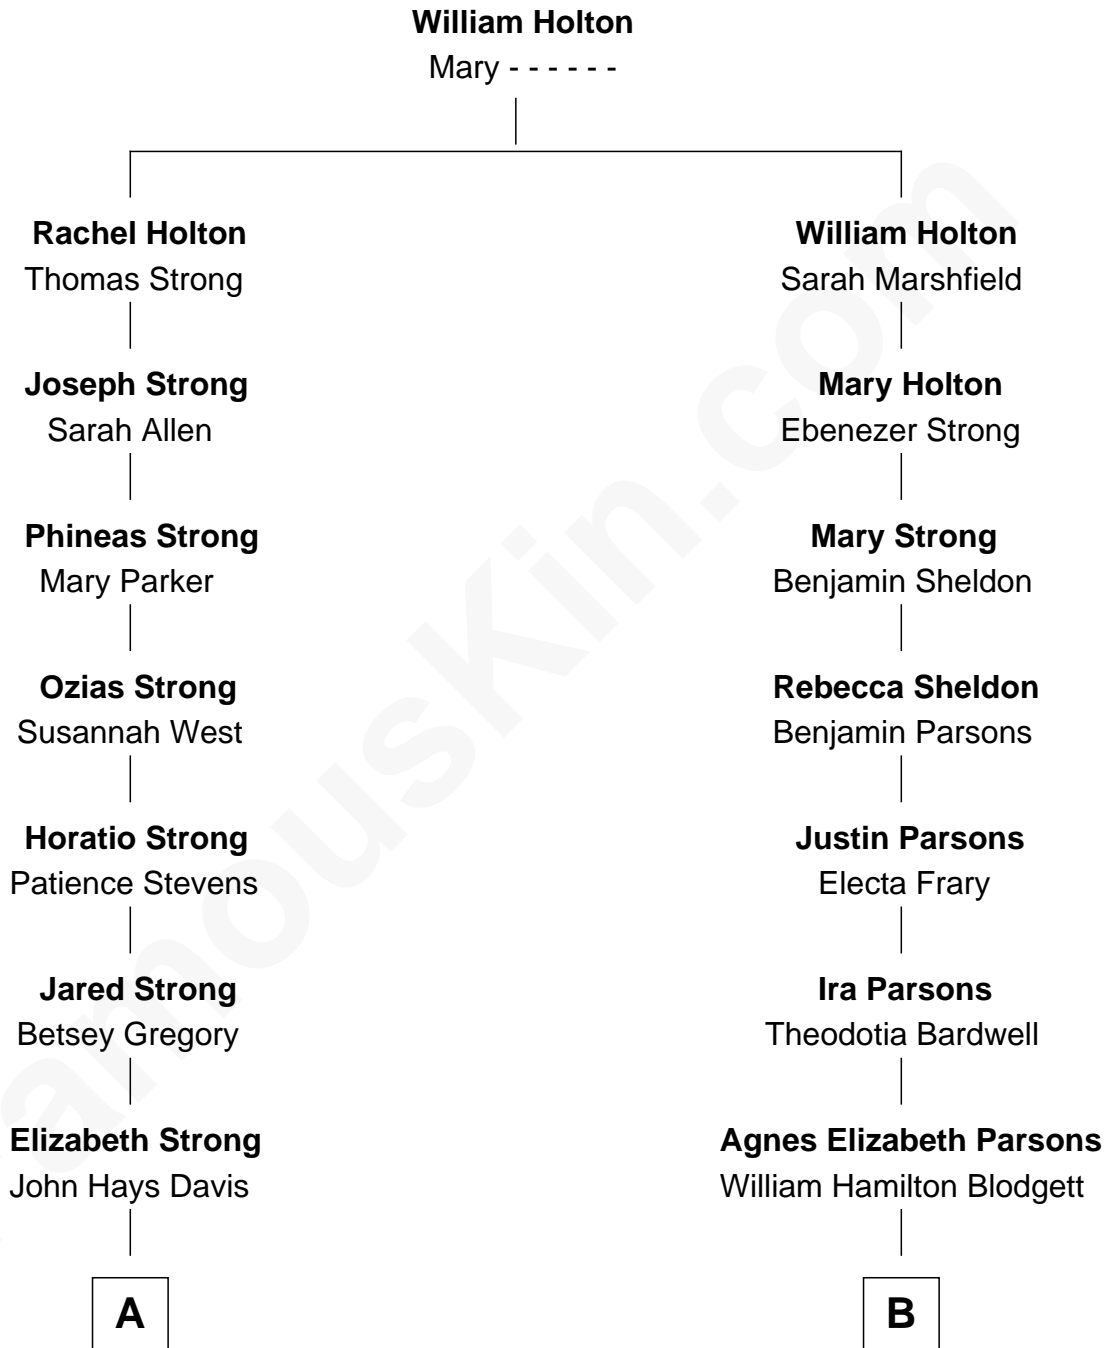 William Holton
Mary - - - - - -
Rachel Holton
Thomas Strong
William Holton
Sarah Marshfield
Joseph Strong
Sarah Allen
Mary Holton
Ebenezer Strong
Phineas Strong
Mary Parker
Mary Strong
Benjamin Sheldon
Ozias Strong
Susannah West
Rebecca Sheldon
Benjamin Parsons
Horatio Strong
Patience Stevens
Justin Parsons
Electa Frary
Jared Strong
Betsey Gregory
Ira Parsons
Theodotia Bardwell
Elizabeth Strong
John Hays Davis
Agnes Elizabeth Parsons
William Hamilton Blodgett
A
B
amouskin.com